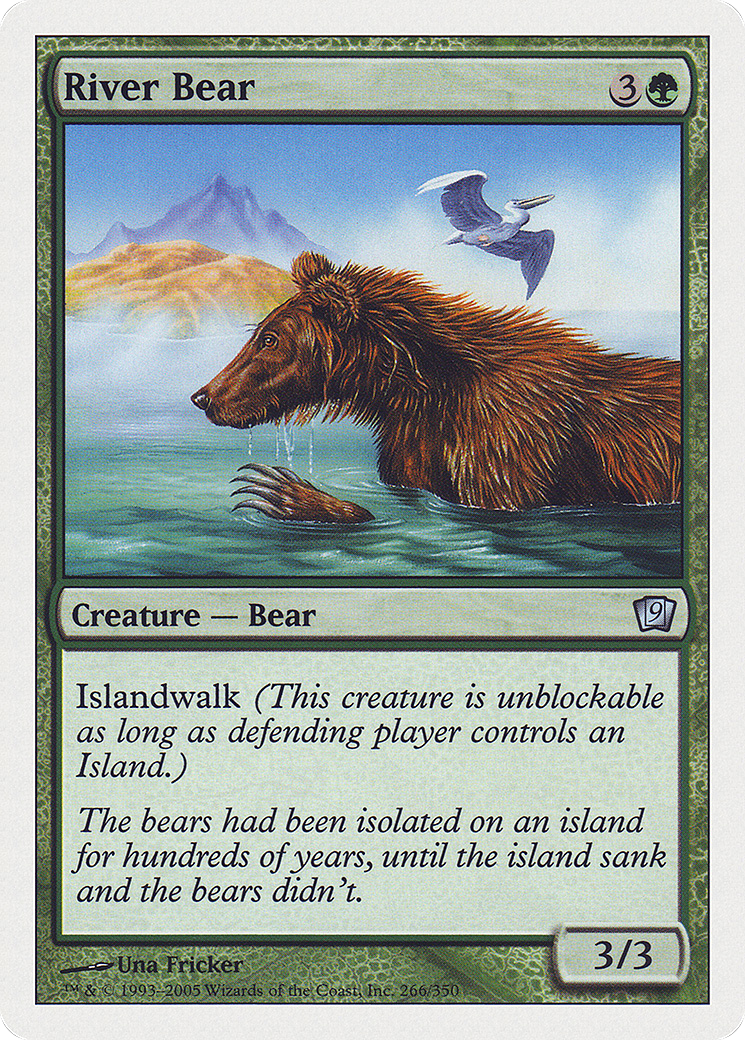 River Bear 3
Creature — Bear 9
Islandwalk (This creature is unblockable
as long as defending player controls an
Island.)
The bears had been isolated on an island
for hundreds of years, until the island sank
and the bears didn't.
3/3
Una Fricker
™ & © 1993–2005 Wizards of the Coast, Inc. 266/350